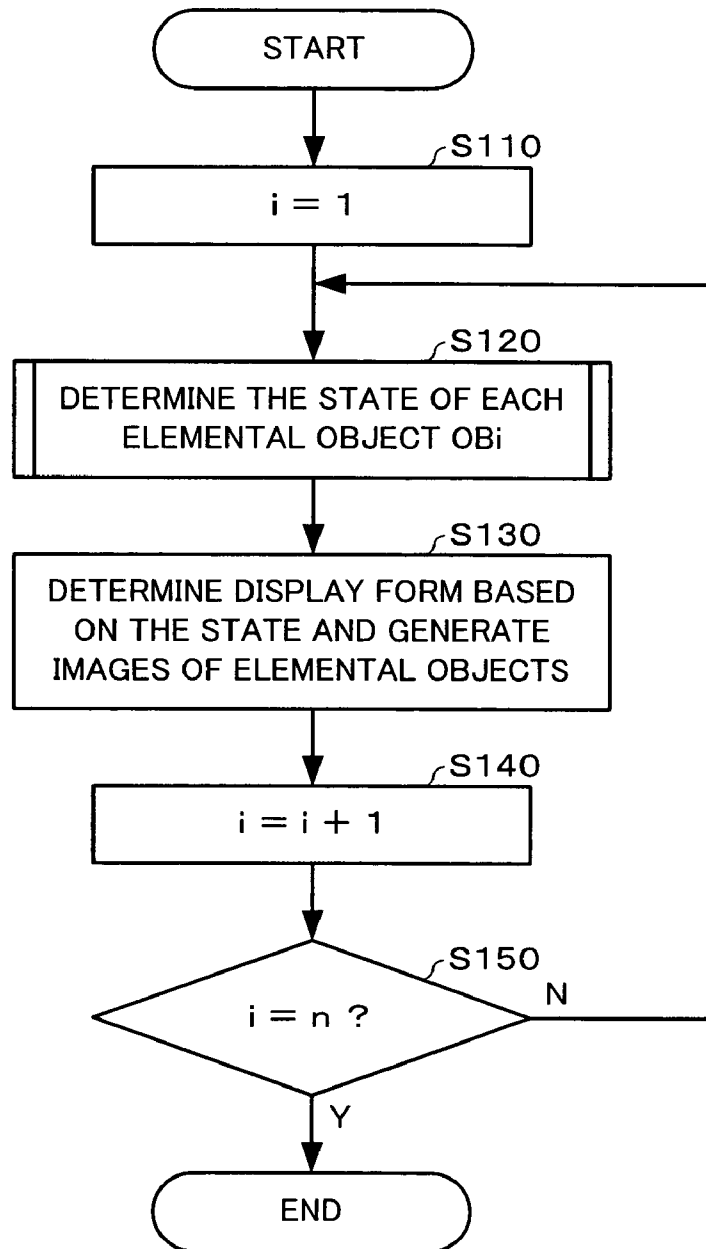 START
S110
i = 1
S120
DETERMINE THE STATE OF EACH
ELEMENTAL OBJECT OBi
S130
DETERMINE DISPLAY FORM BASED
ON THE STATE AND GENERATE
IMAGES OF ELEMENTAL OBJECTS
S140
i = i + 1
S150
i = n ?
N
Y
END